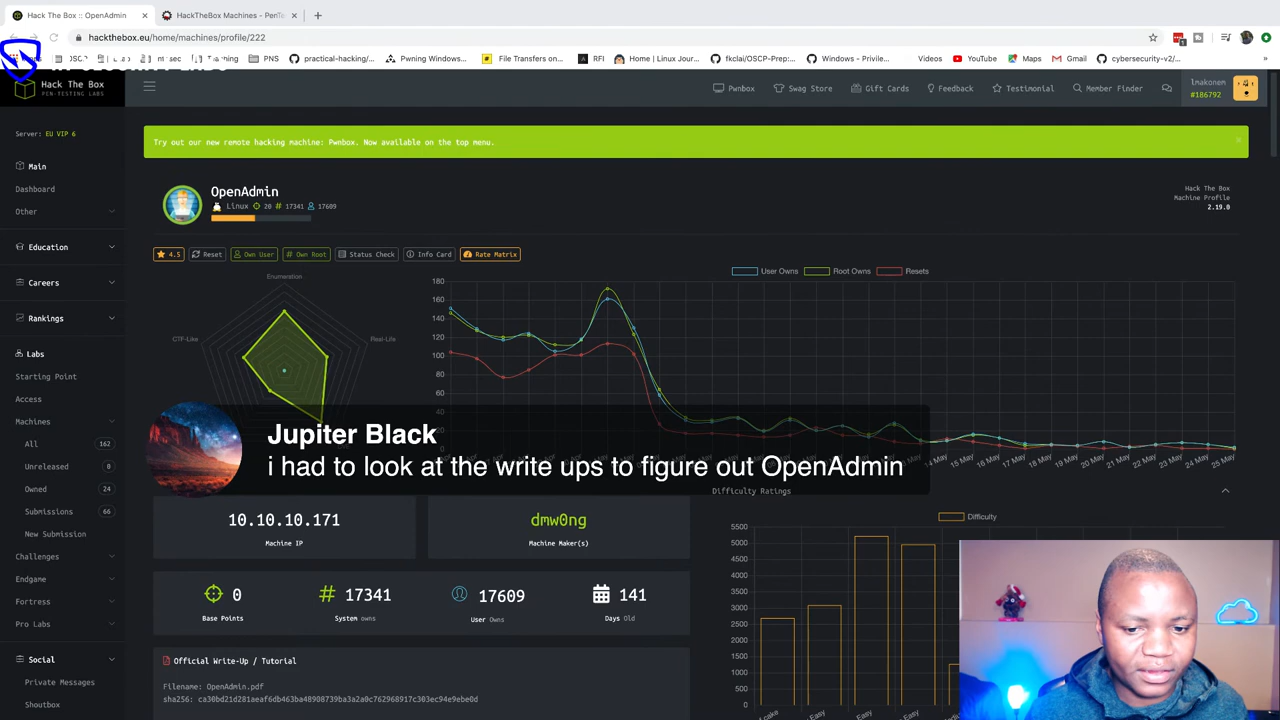 Hack The Box :: OpenAdmin
HackTheBox Machines - PenTe
hackthebox.eu/home/machines/profile/222
OSCP
Training
PNS
practical-hacking/...
Pwning Windows...
File Transfers on...
RFI
Home | Linux Jour...
fkclai/OSCP-Prep:...
Windows - Privile...
Videos
YouTube
Maps
Gmail
cybersecurity-v2/...
Hack The Box
PEN-TESTING LABS
Pwnbox
Swag Store
Gift Cards
Feedback
Testimonial
Member Finder
lmakonem
#186792
Server: EU VIP 6
Main
Dashboard
Other
Education
Careers
Rankings
Labs
Starting Point
Access
Machines
All 162
Unreleased 8
Owned 24
Submissions 66
New Submission
Challenges
Endgame
Fortress
Pro Labs
Social
Private Messages
Shoutbox
Try out our new remote hacking machine: Pwnbox. Now available on the top menu.
OpenAdmin
Linux 20 # 17341 17609
Hack The Box
Machine Profile
2.19.0
4.5 Reset Own User # Own Root Status Check Info Card Rate Matrix
Enumeration
CTF-Like
Real-Life
User Owns Root Owns Resets
180
160
140
120
100
80
60
40
20
14 May 15 May 16 May 17 May 18 May 19 May 20 May 21 May 22 May 23 May 24 May 25 May
Jupiter Black
i had to look at the write ups to figure out OpenAdmin
10.10.10.171
Machine IP
dmw0ng
Machine Maker(s)
0
Base Points
# 17341
System owns
17609
User Owns
141
Days Old
Official Write-Up / Tutorial
Filename: OpenAdmin.pdf
Difficulty Ratings
Difficulty
5500
5000
4500
4000
3500
3000
2500
2000
1500
1000
500
0